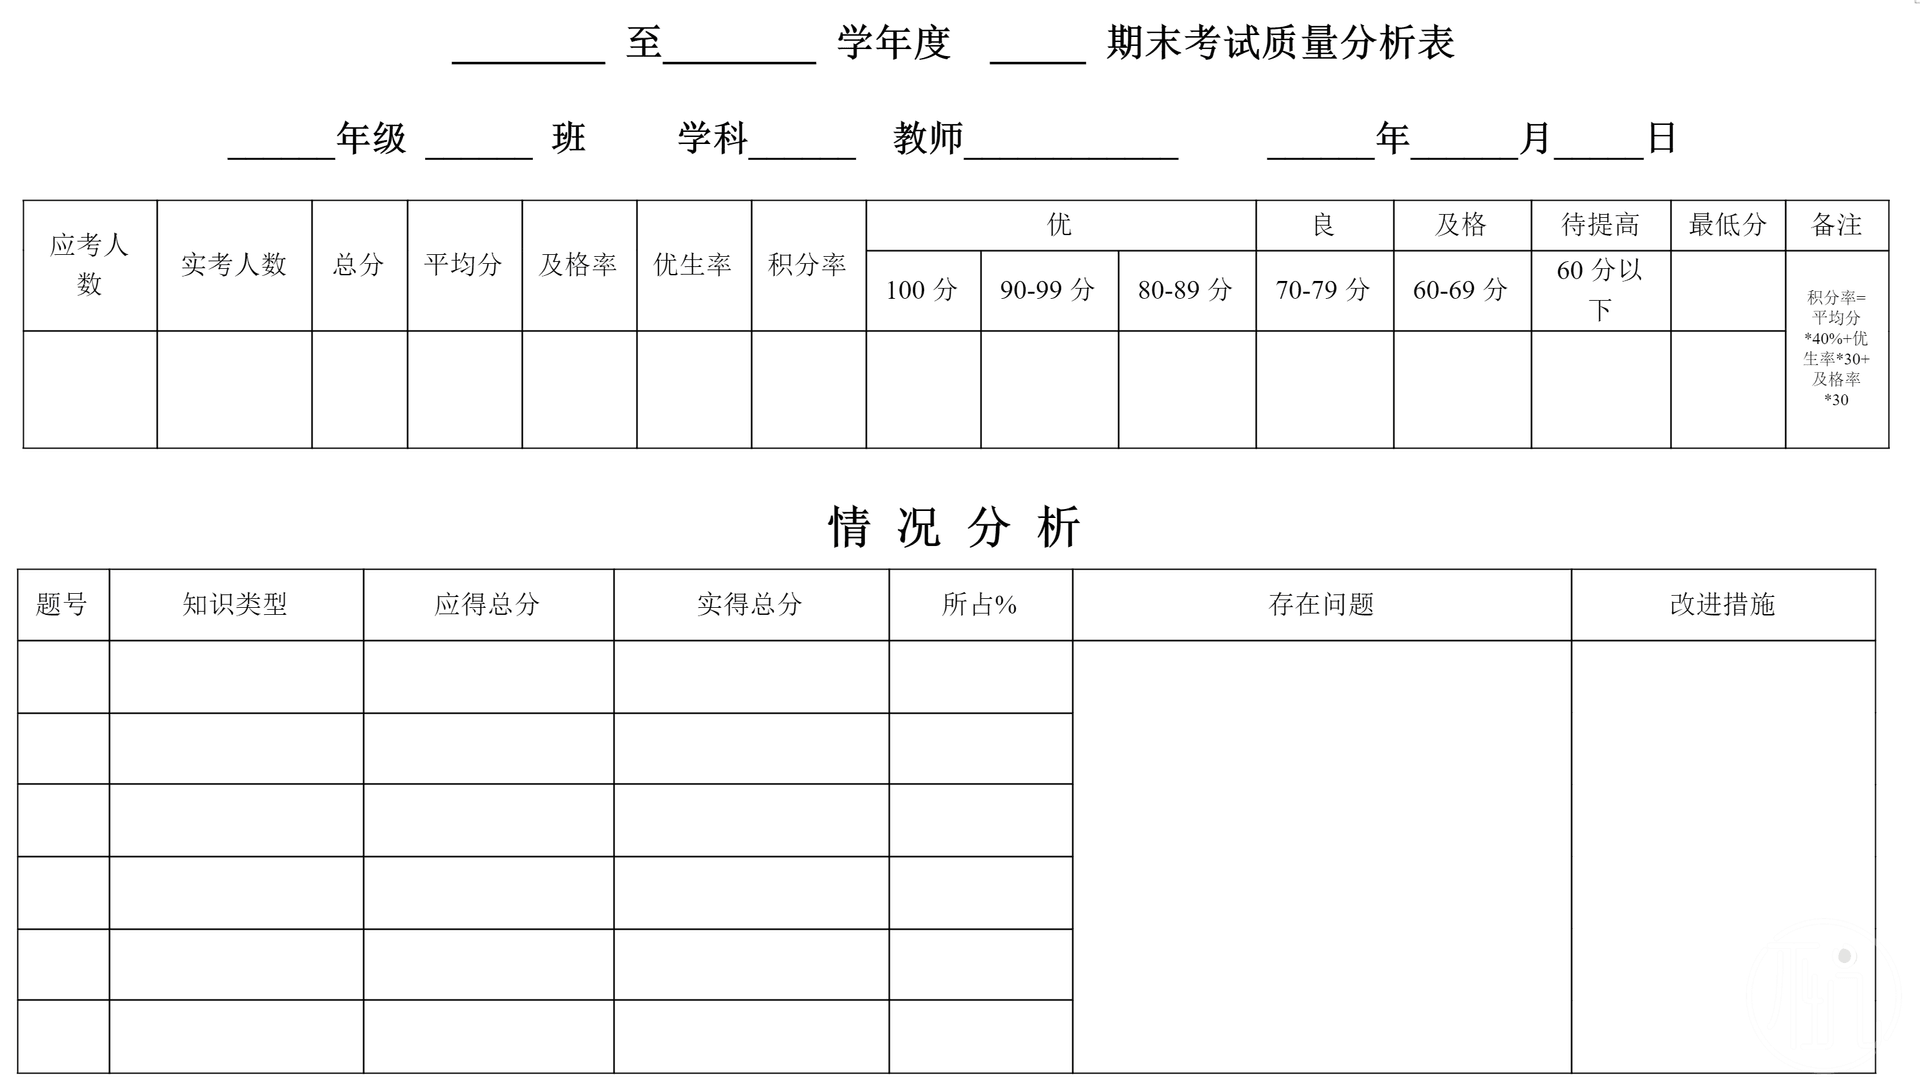 ________ 至________ 学年度 _____ 期末考试质量分析表
______年级 ______ 班 学科______ 教师____________ ______年______月_____日
应考人数 实考人数 总分 平均分 及格率 优生率 积分率 优 良 及格 待提高 最低分 备注
100 分 90-99 分 80-89 分 70-79 分 60-69 分 60 分以下
积分率=
平均分
*40%+优
生率*30+
及格率
*30
情 况 分 析
题号 知识类型 应得总分 实得总分 所占% 存在问题 改进措施